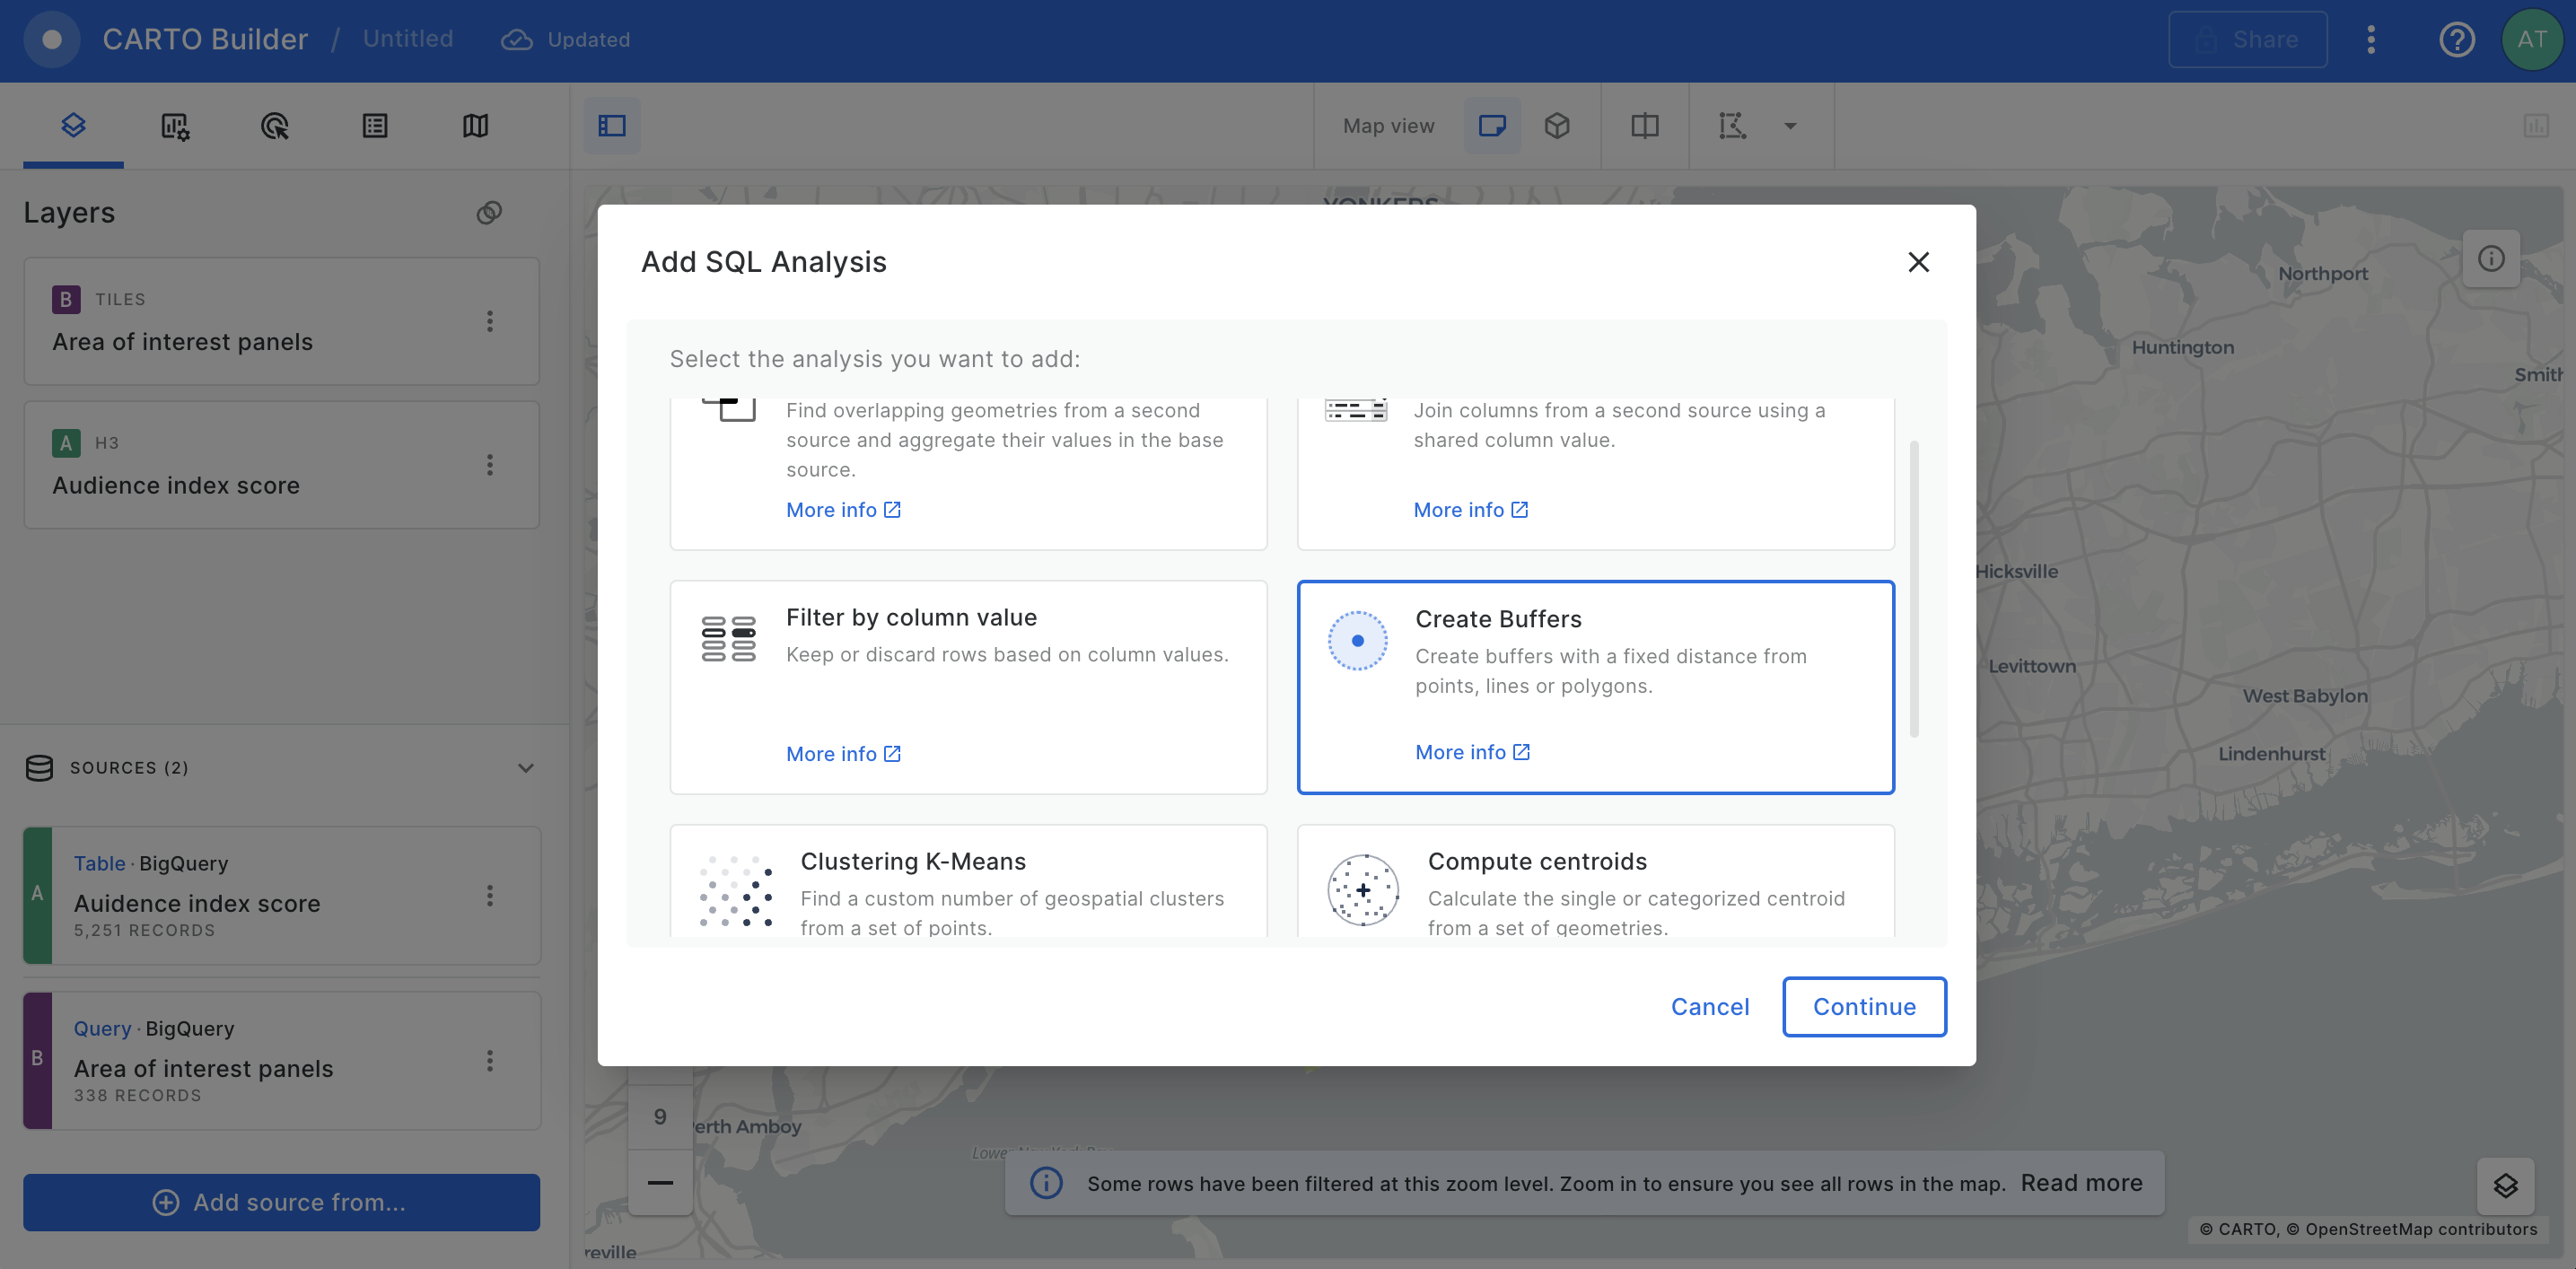 CARTO Builder / Untitled Updated
Share
AT
Map view
Layers
B TILES
Area of interest panels
A H3
Audience index score
SOURCES (2)
A
Table · BigQuery
Auidence index score
5,251 RECORDS
B
Query · BigQuery
Area of interest panels
338 RECORDS
Add source from...
Add SQL Analysis
Select the analysis you want to add:
Find overlapping geometries from a second
source and aggregate their values in the base
source.
More info
Join columns from a second source using a
shared column value.
More info
Filter by column value
Keep or discard rows based on column values.
More info
Create Buffers
Create buffers with a fixed distance from
points, lines or polygons.
More info
Clustering K-Means
Find a custom number of geospatial clusters
from a set of points.
Compute centroids
Calculate the single or categorized centroid
from a set of geometries.
Cancel
Continue
YONKERS
Northport
Huntington
Smith
Hicksville
Levittown
West Babylon
Lindenhurst
9
erth Amboy
Lower New York Bay
reville
Some rows have been filtered at this zoom level. Zoom in to ensure you see all rows in the map. Read more
© CARTO, © OpenStreetMap contributors